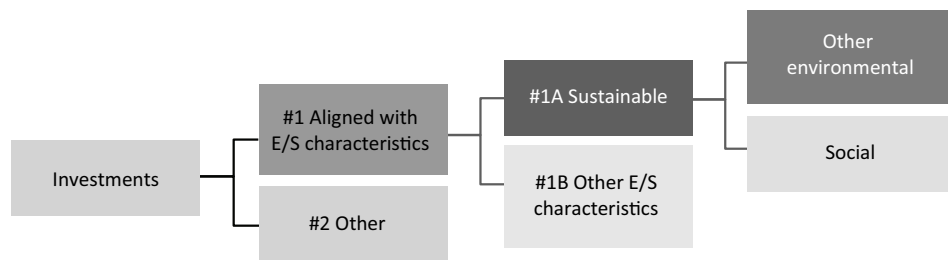 Investments
#1 Aligned with
E/S characteristics
#2 Other
#1A Sustainable
#1B Other E/S
characteristics
Other
environmental
Social